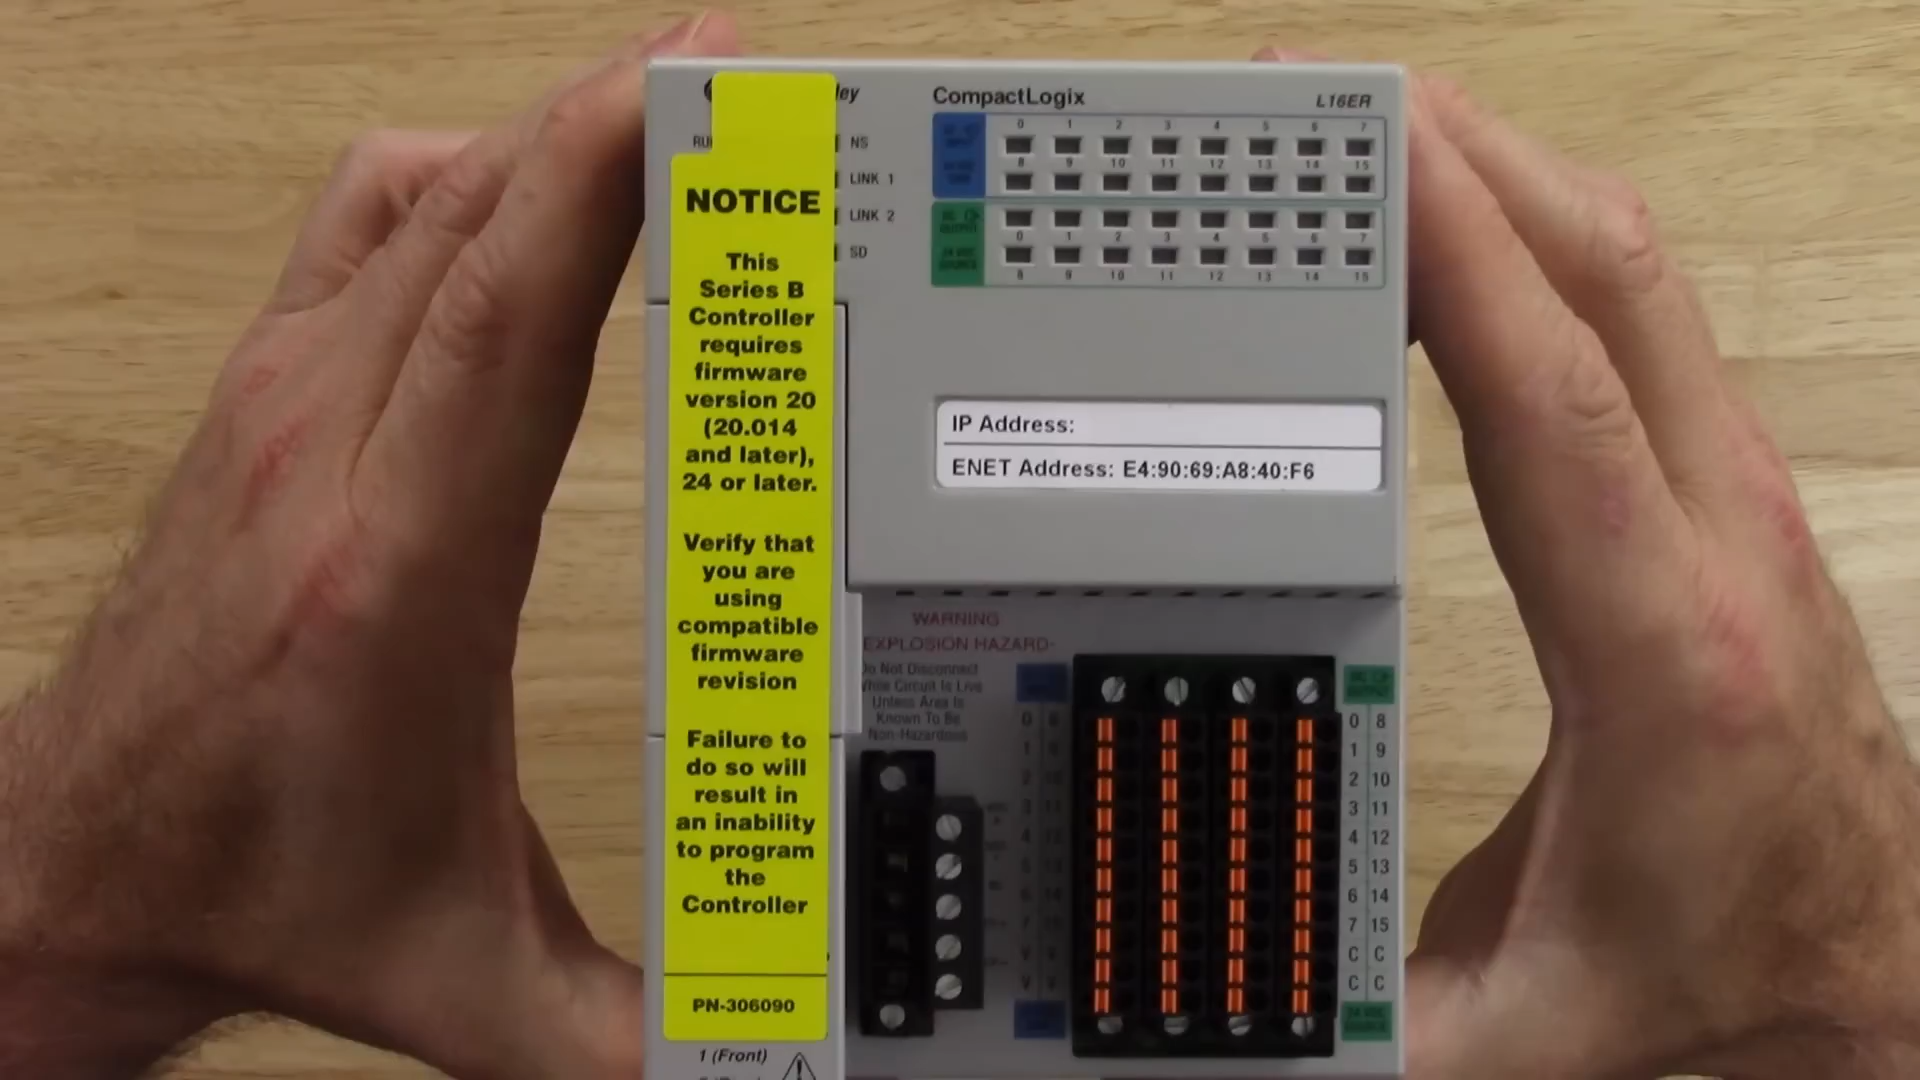 ley
CompactLogix
L16ER
RU
NS
LINK 1
LINK 2
SD
0 1 2 3 4 5 6 7
8 9 10 11 12 13 14 15
0 1 2 3 4 5 6 7
8 9 10 11 12 13 14 15
NOTICE
This
Series B
Controller
requires
firmware
version 20
(20.014
and later),
24 or later.
Verify that
you are
using
compatible
firmware
revision
Failure to
do so will
result in
an inability
to program
the
Controller
PN-306090
1 (Front)
IP Address:
ENET Address: E4:90:69:A8:40:F6
WARNING
EXPLOSION HAZARD-
Do Not Disconnect
While Circuit Is Live
Unless Area Is
Known To Be
Non-Hazardous
0 8
1 9
2 10
3 11
4 12
5 13
6 14
7 15
C C
C C